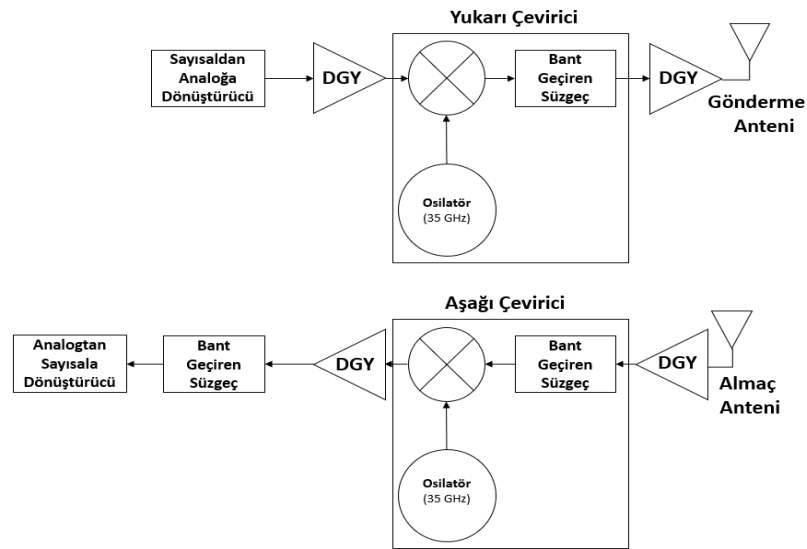 Yukarı Çevirici
Sayısaldan
Analoğa
Dönüştürücü
DGY
Bant
Geçiren
Süzgeç
DGY
Gönderme
Anteni
Osilatör
(35 GHz)
Aşağı Çevirici
Analogtan
Sayısala
Dönüştürücü
Bant
Geçiren
Süzgeç
DGY
Bant
Geçiren
Süzgeç
DGY
Almaç
Anteni
Osilatör
(35 GHz)